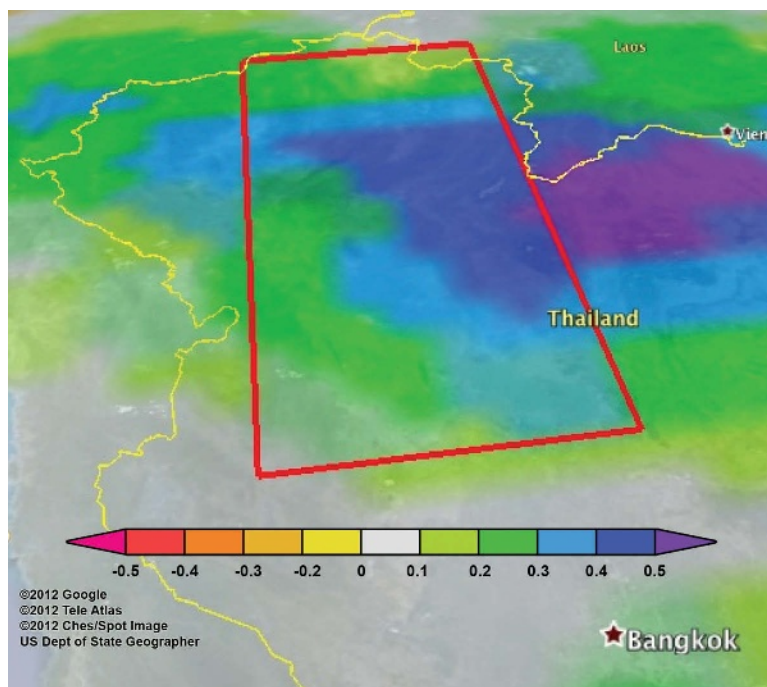 Laos
Vien
Thailand
-0.5 -0.4 -0.3 -0.2 0 0.1 0.2 0.3 0.4 0.5
©2012 Google
©2012 Tele Atlas
©2012 Ches/Spot Image
US Dept of State Geographer
Bangkok